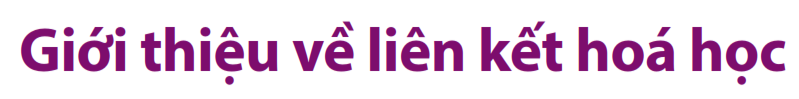 Giới thiệu về liên kết hoá học